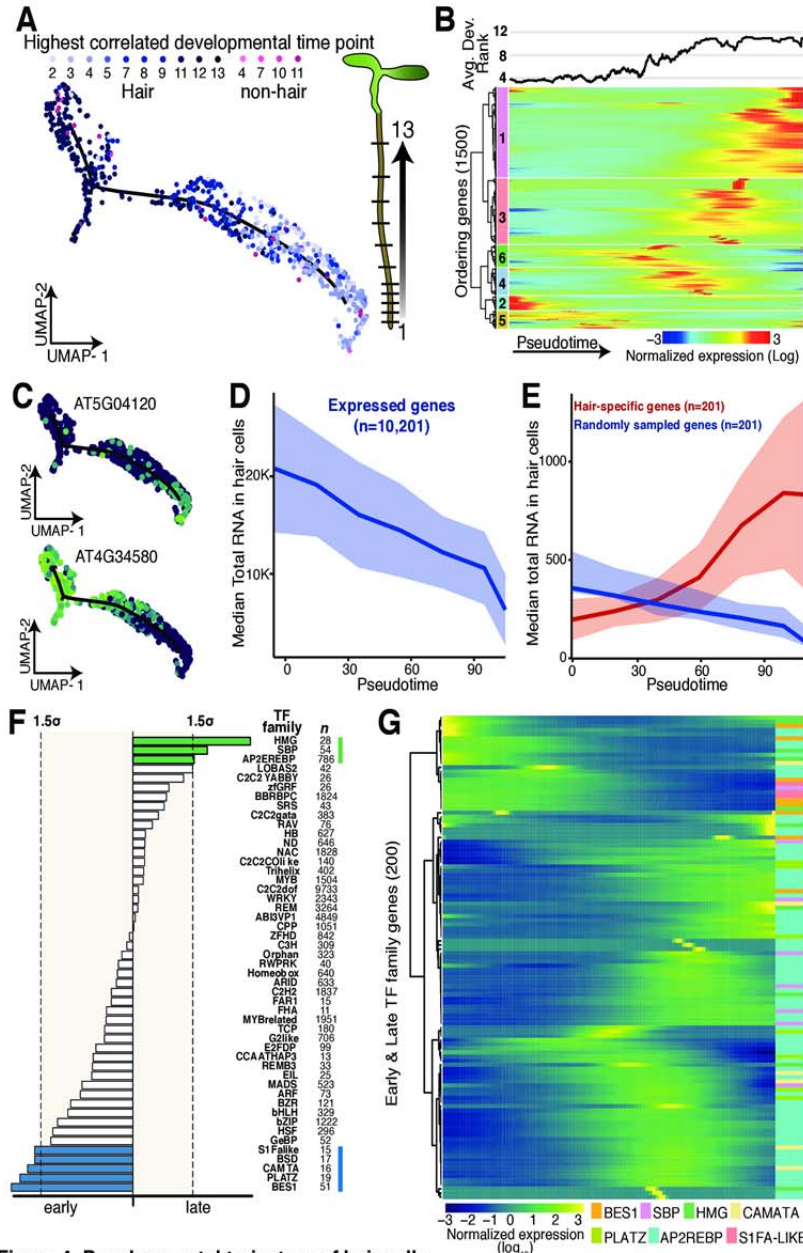 A
Highest correlated developmental time point
2 3 4 5 7 8 9 11 12 13 4 7 10 11
Hair non-hair
13
1
UMAP-2
UMAP- 1
B
Avg. Dev. Rank
12
8
4
Ordering genes (1500)
1
3
6
4
2
5
Pseudotime
−3 3
Normalized expression (Log)
C
AT5G04120
UMAP-2
UMAP- 1
AT4G34580
UMAP-2
UMAP- 1
D
Expressed genes
(n=10,201)
Median Total RNA in hair cells
20K
10K
0 30 60 90
Pseudotime
E
Hair-specific genes (n=201)
Randomly sampled genes (n=201)
Median total RNA in hair cells
1000
500
0
0 30 60 90
Pseudotime
F
1.5σ 1.5σ
TF
family n
HMG 28
SBP 54
AP2EREBP 786
LOBAS2 42
C2C2 YABBY 26
zfGRF 26
BBRBPC 1824
SRS 43
C2C2gata 383
RAV 76
HB 627
ND 646
NAC 1828
C2C2COli ke 140
Trihelix 402
MYB 1504
C2C2dof 9733
WRKY 2343
REM 3264
ABI3VP1 4849
CPP 1051
ZFHD 842
C3H 309
Orphan 323
RWPRK 40
Homeobox 640
ARID 633
C2H2 1837
FAR1 15
FHA 11
MYBrelated 1951
TCP 180
G2like 706
E2FDP 99
CCAATHAP3 13
REMB3 33
EIL 25
MADS 523
ARF 73
BZR 121
bHLH 329
bZIP 1222
HSF 296
GeBP 52
S1Falike 15
BSD 17
CAMTA 16
PLATZ 19
BES1 51
early late
G
Early & Late TF family genes (200)
−3 −2 −1 0 1 2 3
Normalized expression
BES1 SBP HMG CAMATA
PLATZ AP2REBP S1FA-LIKE